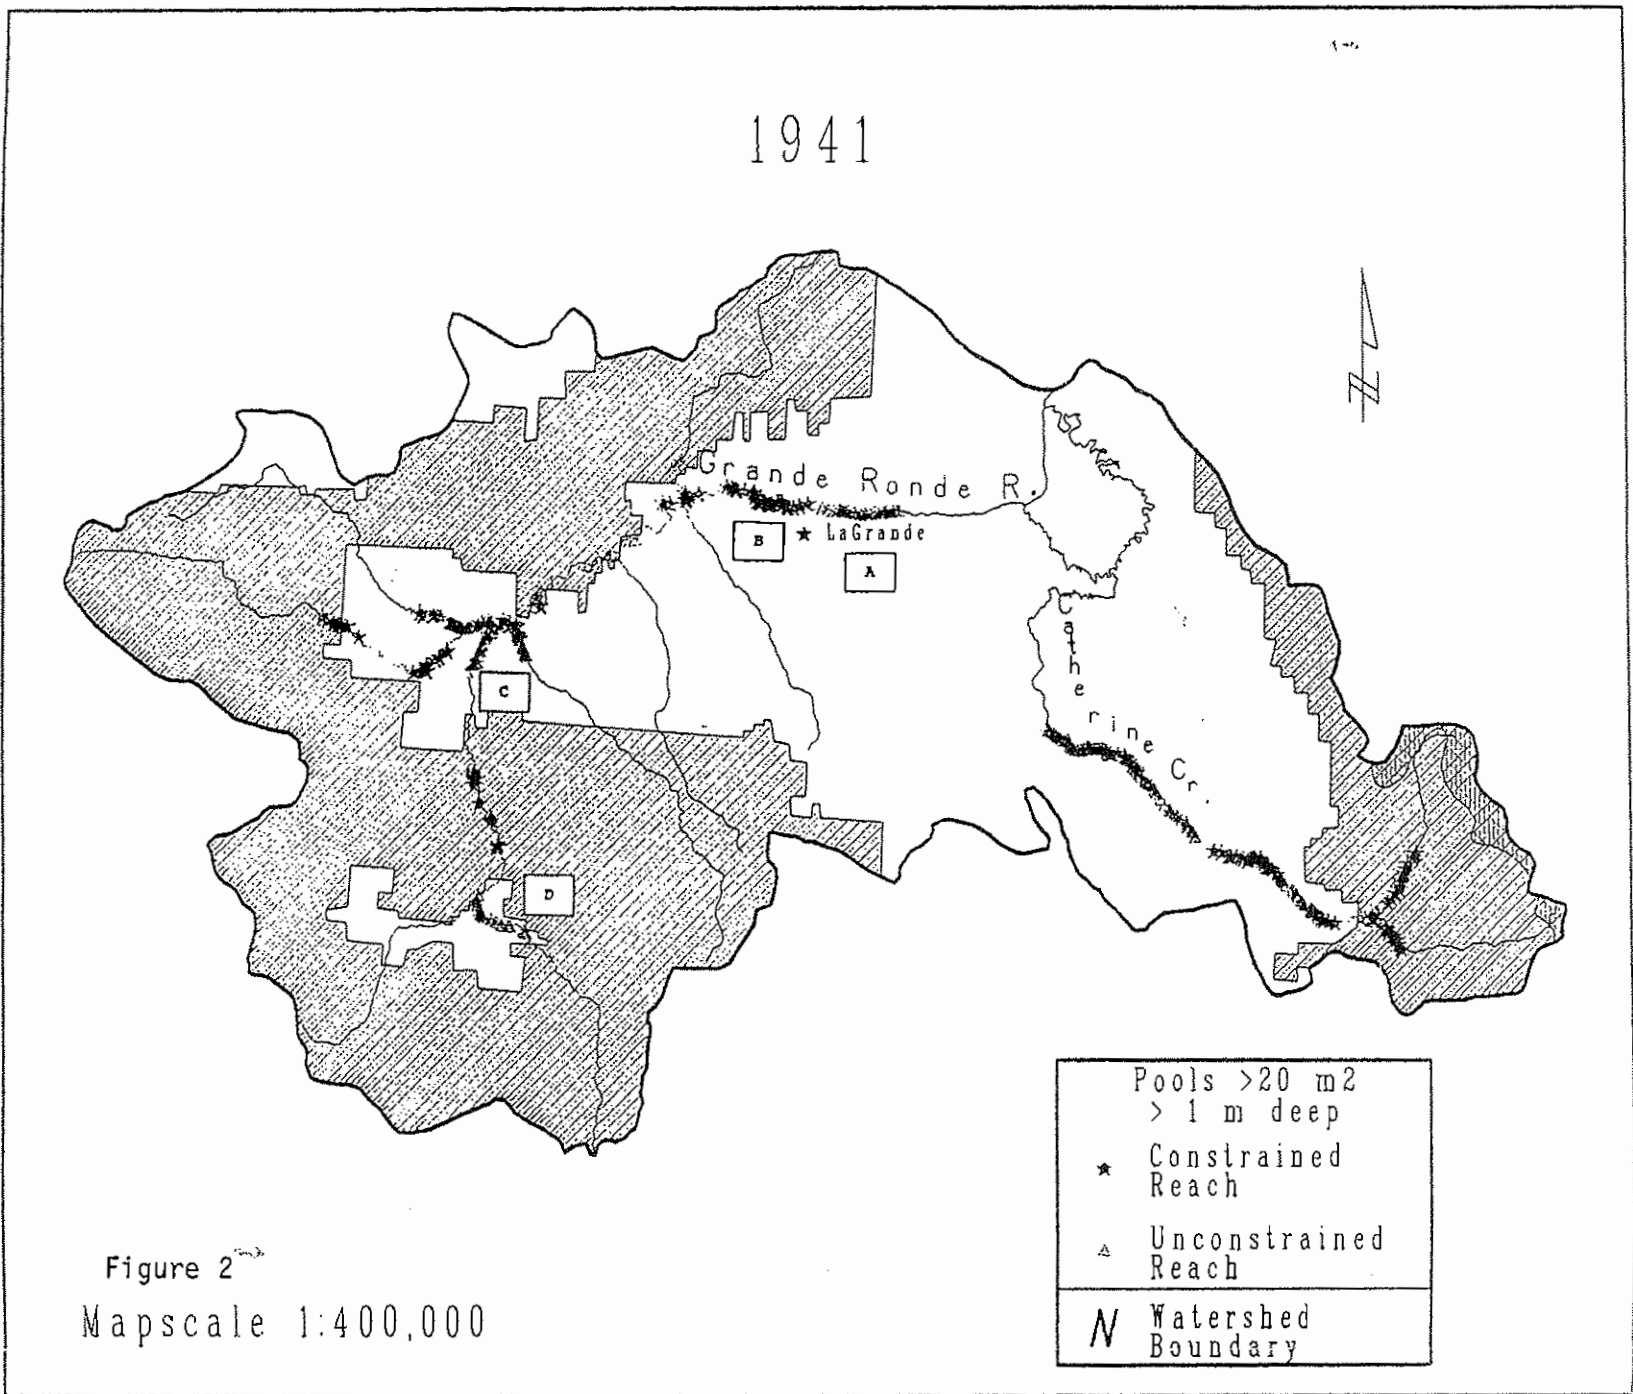 1941
Grande Ronde R.
B
LaGrande
A
Catherine Cr.
C
D
Pools >20 m2
> 1 m deep
Constrained
Reach
Unconstrained
Reach
N Watershed
Boundary
Figure 2
Mapscale 1:400,000
N